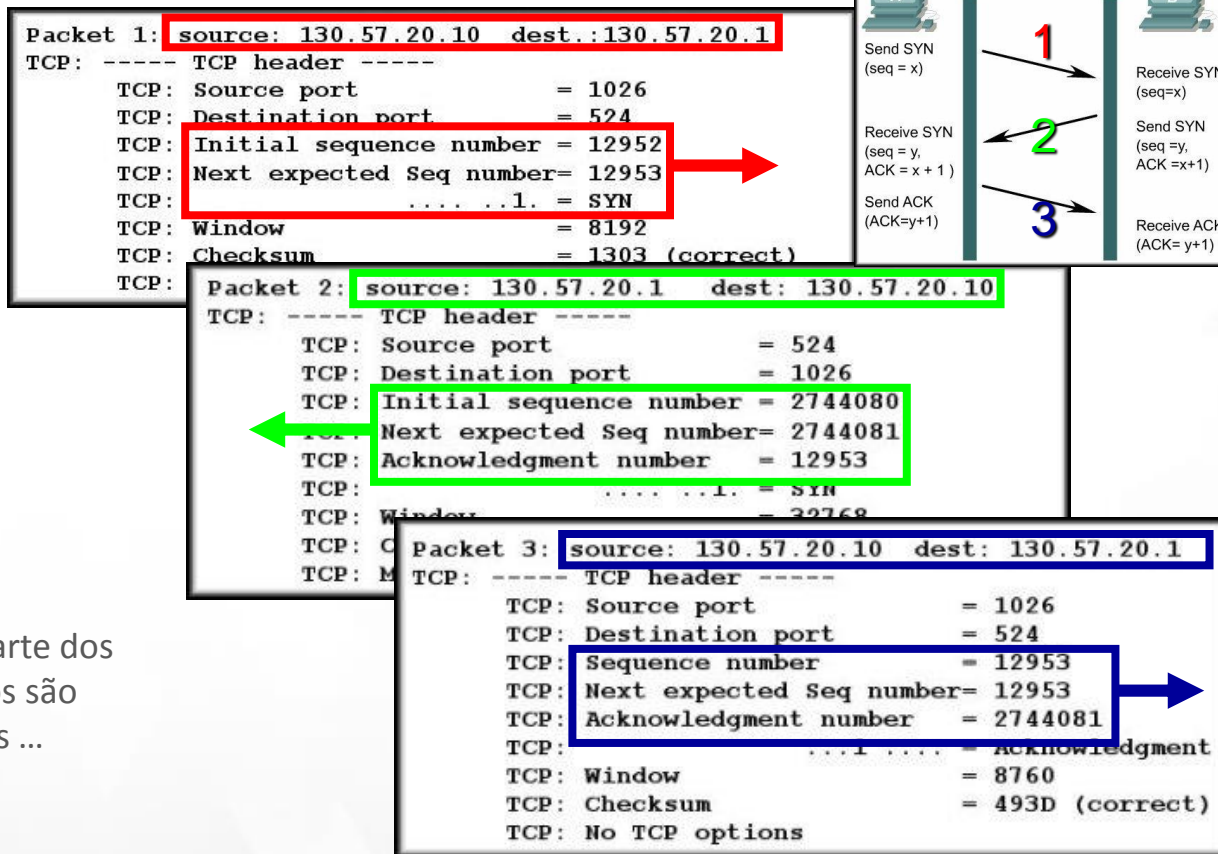 Packet 1: source: 130.57.20.10 dest.:130.57.20.1
TCP: ----- TCP header -----
TCP: Source port = 1026
TCP: Destination port = 524
TCP: Initial sequence number = 12952
TCP: Next expected Seq number= 12953
TCP: .... ..1. = SYN
TCP: Window = 8192
TCP: Checksum = 1303 (correct)
TCP:
Send SYN
(seq = x)
1
Receive SYN
(seq=x)
Receive SYN
(seq = y,
ACK = x + 1 )
2
Send SYN
(seq =y,
ACK =x+1)
Send ACK
(ACK=y+1)
3
Receive ACK
(ACK= y+1)
Packet 2: source: 130.57.20.1 dest: 130.57.20.10
TCP: ----- TCP header -----
TCP: Source port = 524
TCP: Destination port = 1026
TCP: Initial sequence number = 2744080
TCP: Next expected Seq number= 2744081
TCP: Acknowledgment number = 12953
TCP: .... ..1. = SYN
TCP: Window = 32768
TCP: C
TCP: M
Packet 3: source: 130.57.20.10 dest: 130.57.20.1
TCP: ----- TCP header -----
TCP: Source port = 1026
TCP: Destination port = 524
TCP: Sequence number = 12953
TCP: Next expected Seq number= 12953
TCP: Acknowledgment number = 2744081
TCP: ...1 .... = Acknowledgment
TCP: Window = 8760
TCP: Checksum = 493D (correct)
TCP: No TCP options
arte dos
s são
s ...